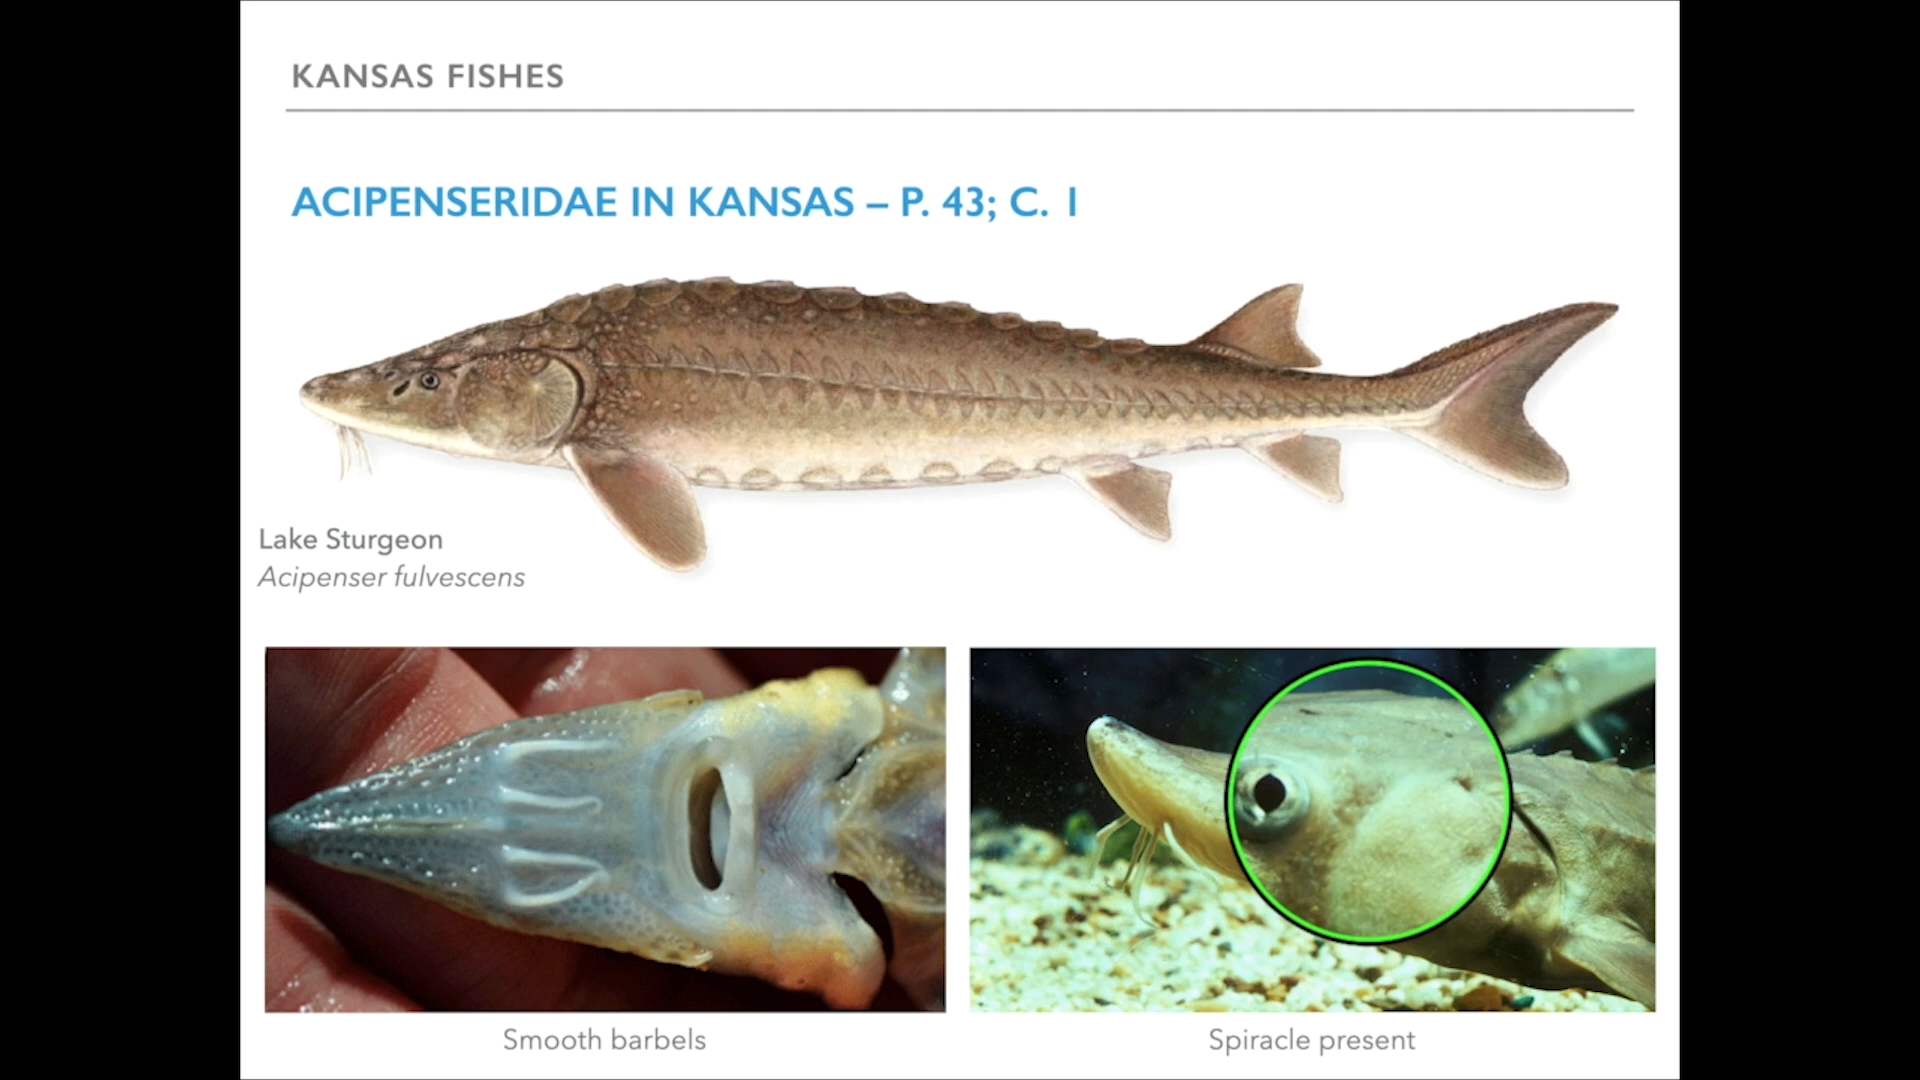 KANSAS FISHES
ACIPENSERIDAE IN KANSAS – P. 43; C. 1
Lake Sturgeon
Acipenser fulvescens
Smooth barbels
Spiracle present